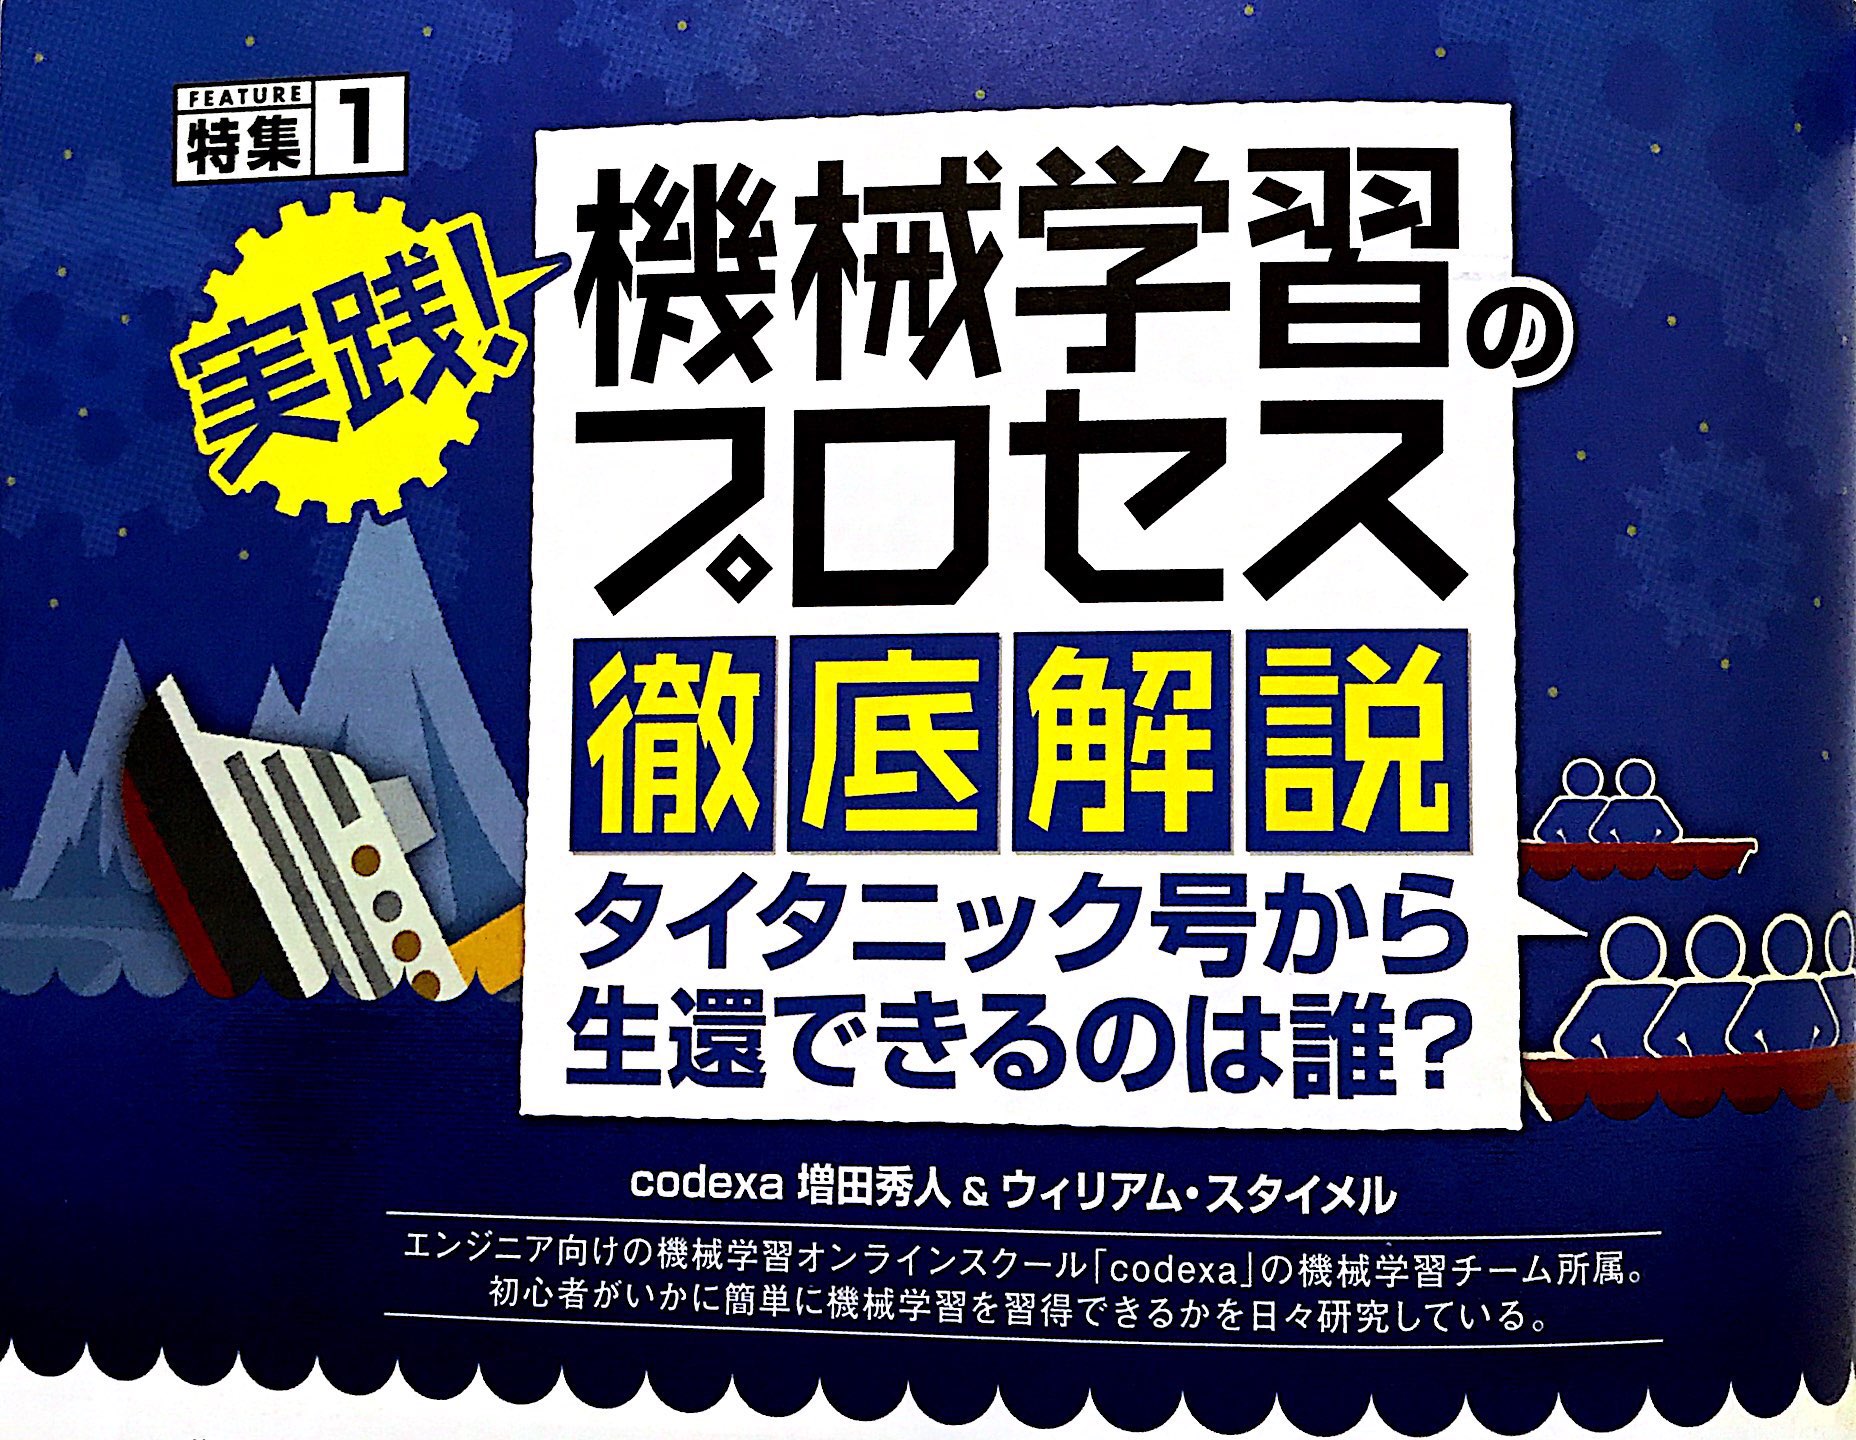 FEATURE
特集 1
実践!
機械学習の
プロセス
徹底解説
タイタニック号から
生還できるのは誰?
codexa 増田秀人 & ウィリアム・スタイメル
エンジニア向けの機械学習オンラインスクール「codexa」の機械学習チーム所属。
初心者がいかに簡単に機械学習を習得できるかを日々研究している。